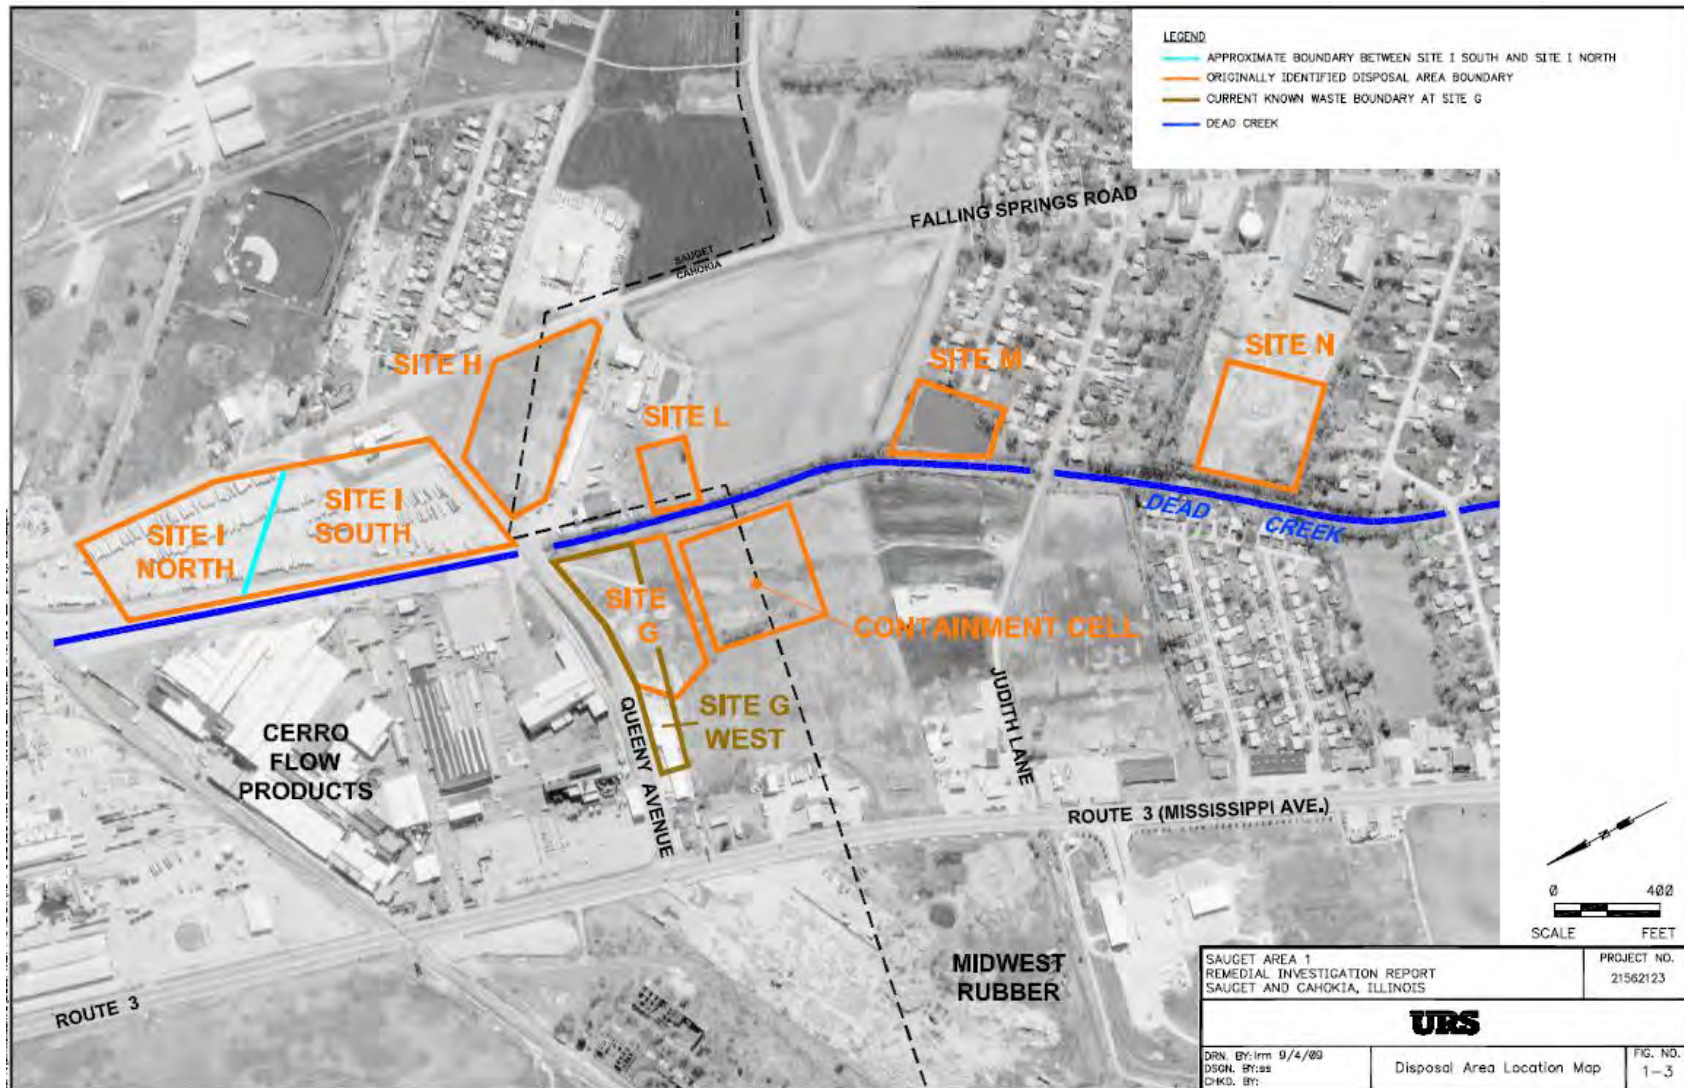 LEGEND
APPROXIMATE BOUNDARY BETWEEN SITE I SOUTH AND SITE I NORTH
ORIGINALLY IDENTIFIED DISPOSAL AREA BOUNDARY
CURRENT KNOWN WASTE BOUNDARY AT SITE G
DEAD CREEK
FALLING SPRINGS ROAD
SAUGET
CAHOKIA
SITE H
SITE M
SITE N
SITE L
SITE I
SOUTH
SITE I
NORTH
DEAD CREEK
SITE
G
CONTAINMENT CELL
SITE G
WEST
QUEENY AVENUE
JUDITH LANE
CERRO
FLOW
PRODUCTS
ROUTE 3 (MISSISSIPPI AVE.)
MIDWEST
RUBBER
ROUTE 3
N
0 400
SCALE FEET
SAUGET AREA 1
REMEDIAL INVESTIGATION REPORT
SAUGET AND CAHOKIA, ILLINOIS
PROJECT NO.
21562123
URS
DRN. BY:lrm 9/4/09
DSGN. BY:ss
CHKD. BY:
Disposal Area Location Map
FIG. NO.
1-3